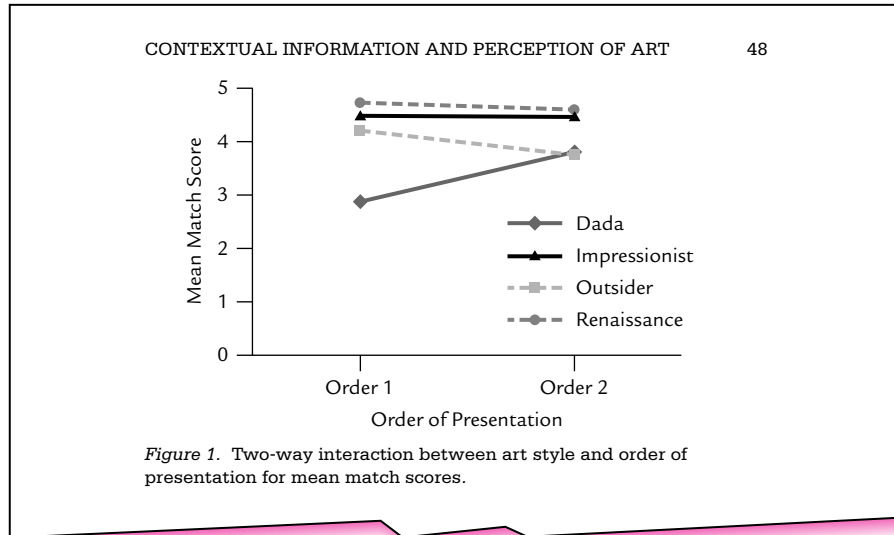 CONTEXTUAL INFORMATION AND PERCEPTION OF ART 48
5
4
3
2
1
0
Mean Match Score
Dada
Impressionist
Outsider
Renaissance
Order 1 Order 2
Order of Presentation
Figure 1. Two-way interaction between art style and order of
presentation for mean match scores.